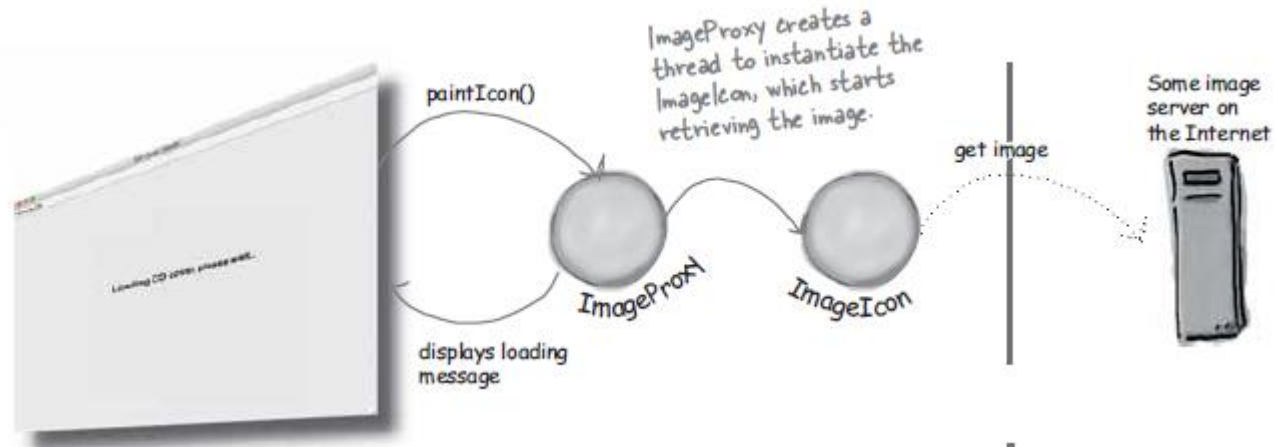 ImageProxy creates a
thread to instantiate the
ImageIcon, which starts
retrieving the image.
paintIcon()
Some image
server on
the Internet
get image
Loading CD cover, please wait...
ImageProxy
ImageIcon
displays loading
message